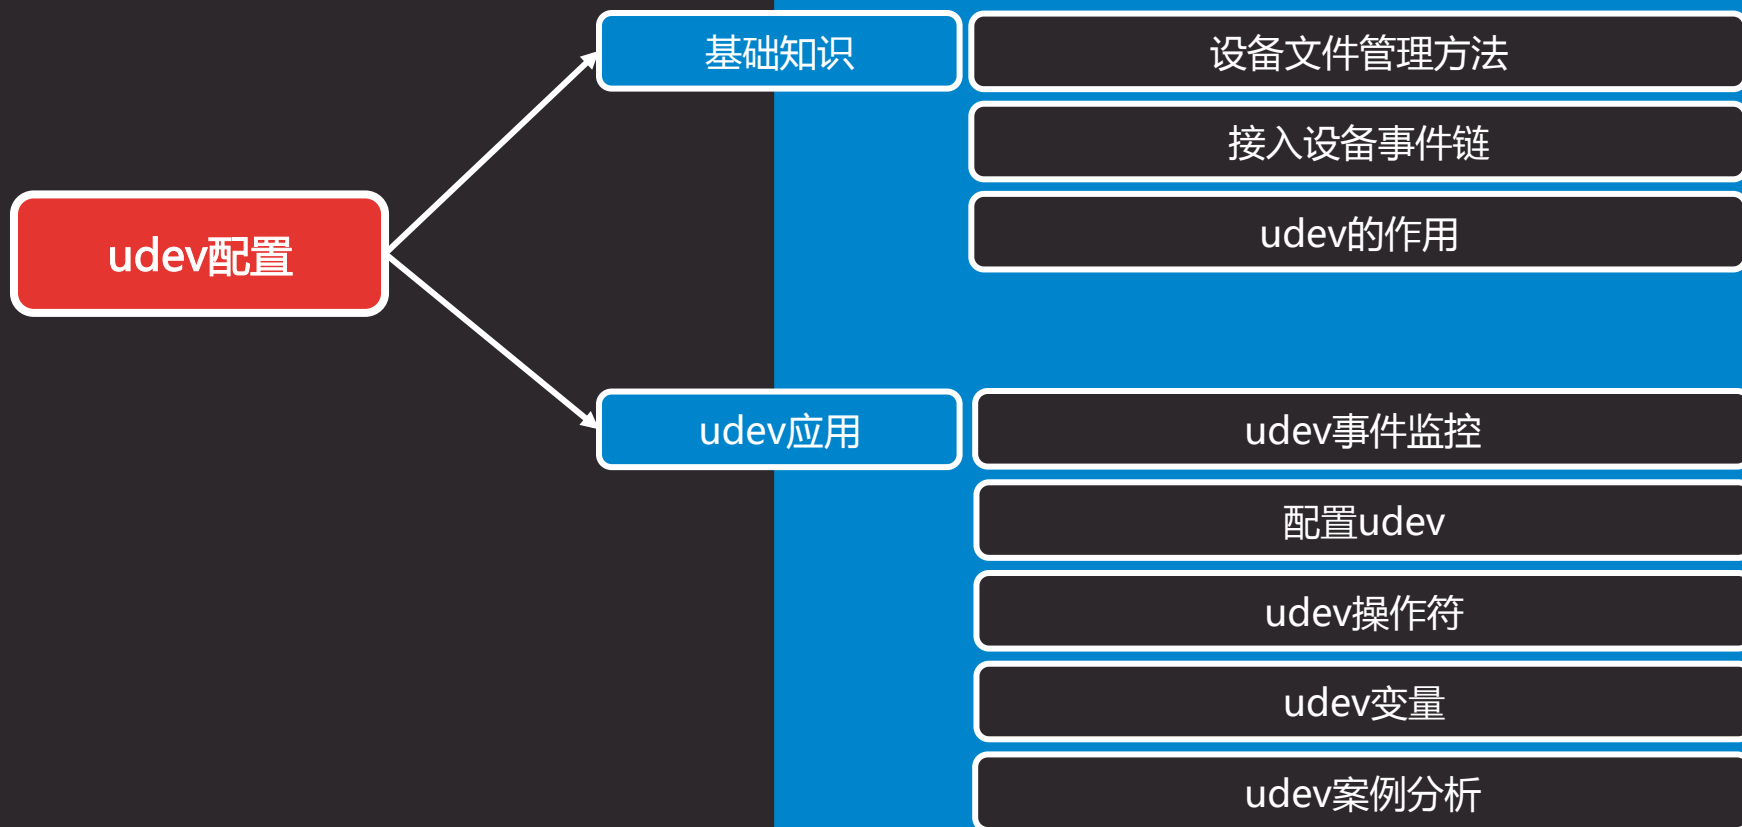 udev配置
基础知识
设备文件管理方法
接入设备事件链
udev的作用
udev应用
udev事件监控
配置udev
udev操作符
udev变量
udev案例分析